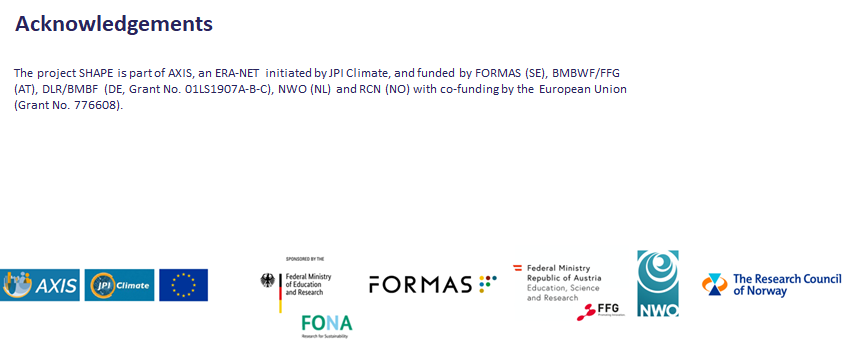 Acknowledgements
The project SHAPE is part of AXIS, an ERA-NET initiated by JPI Climate, and funded by FORMAS (SE), BMBWF/FFG
(AT), DLR/BMBF (DE, Grant No. 01LS1907A-B-C), NWO (NL) and RCN (NO) with co-funding by the European Union
(Grant No. 776608).
AXIS
JPI Climate
SPONSORED BY THE
Federal Ministry
of Education
and Research
FONA
Research for Sustainability
FORMAS
Federal Ministry
Republic of Austria
Education, Science
and Research
FFG
NWO
The Research Council
of Norway